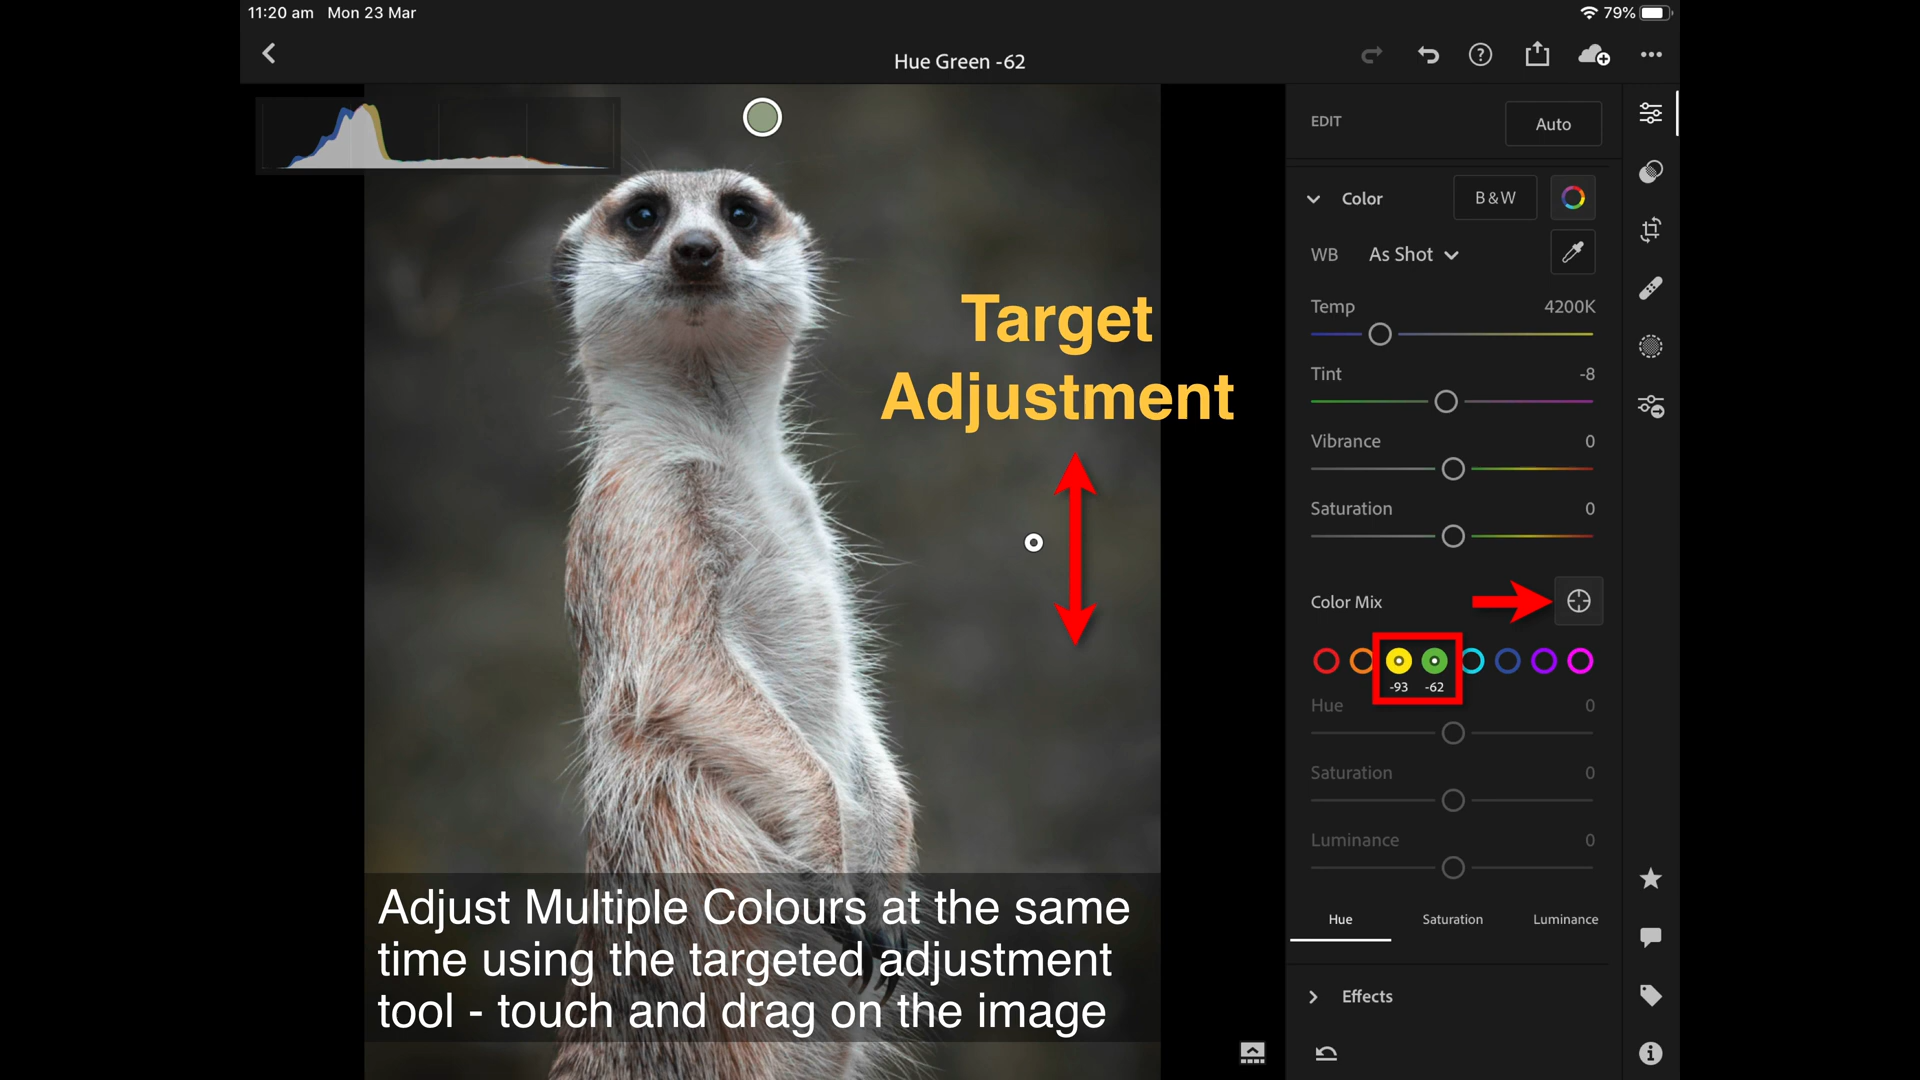 11:20 am Mon 23 Mar
79%
Hue Green -62
EDIT
Auto
Color
B&W
WB As Shot
Temp 4200K
Tint -8
Vibrance 0
Saturation 0
Color Mix
-93 -62
Hue 0
Saturation 0
Luminance 0
Hue Saturation Luminance
Effects
Target
Adjustment
Adjust Multiple Colours at the same
time using the targeted adjustment
tool - touch and drag on the image